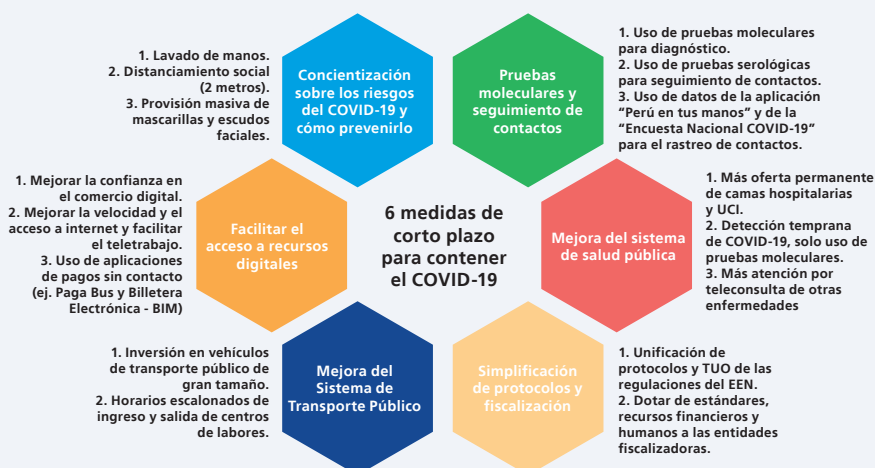 1. Lavado de manos.
2. Distanciamiento social
(2 metros).
3. Provisión masiva de
mascarillas y escudos
faciales.
Concientización
sobre los riesgos
del COVID-19 y
cómo prevenirlo
Pruebas
moleculares y
seguimiento de
contactos
1. Uso de pruebas moleculares
para diagnóstico.
2. Uso de pruebas serológicas
para seguimiento de contactos.
3. Uso de datos de la aplicación
“Perú en tus manos” y de la
“Encuesta Nacional COVID-19”
para el rastreo de contactos.
1. Mejorar la confianza en
el comercio digital.
2. Mejorar la velocidad y el
acceso a internet y facilitar
el teletrabajo.
3. Uso de aplicaciones
de pagos sin contacto
(ej. Paga Bus y Billetera
Electrónica - BIM)
Facilitar el
acceso a recursos
digitales
6 medidas de
corto plazo
para contener
el COVID-19
Mejora del sistema
de salud pública
1. Más oferta permanente
de camas hospitalarias
y UCI.
2. Detección temprana
de COVID-19, solo uso de
pruebas moleculares.
3. Más atención por
teleconsulta de otras
enfermedades
1. Inversión en vehículos
de transporte público de
gran tamaño.
2. Horarios escalonados de
ingreso y salida de centros
de labores.
Mejora del
Sistema de
Transporte Público
Simplificación
de protocolos y
fiscalización
1. Unificación de
protocolos y TUO de las
regulaciones del EEN.
2. Dotar de estándares,
recursos financieros y
humanos a las entidades
fiscalizadoras.